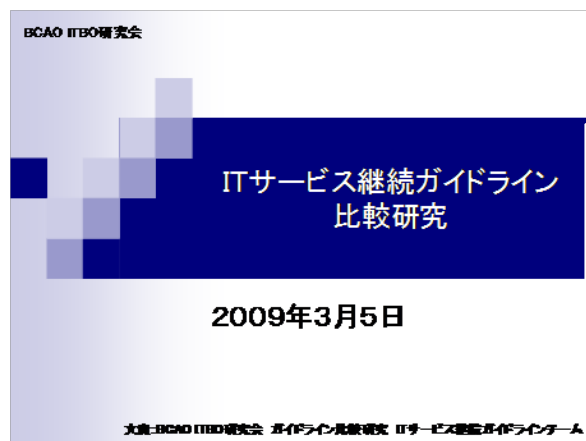 BCAO ITBO研究会
ITサービス継続ガイドライン
比較研究
2009年3月5日
BCAO ITBO研究会 ガイドライン比較研究 ITサービス継続ガイドラインチーム